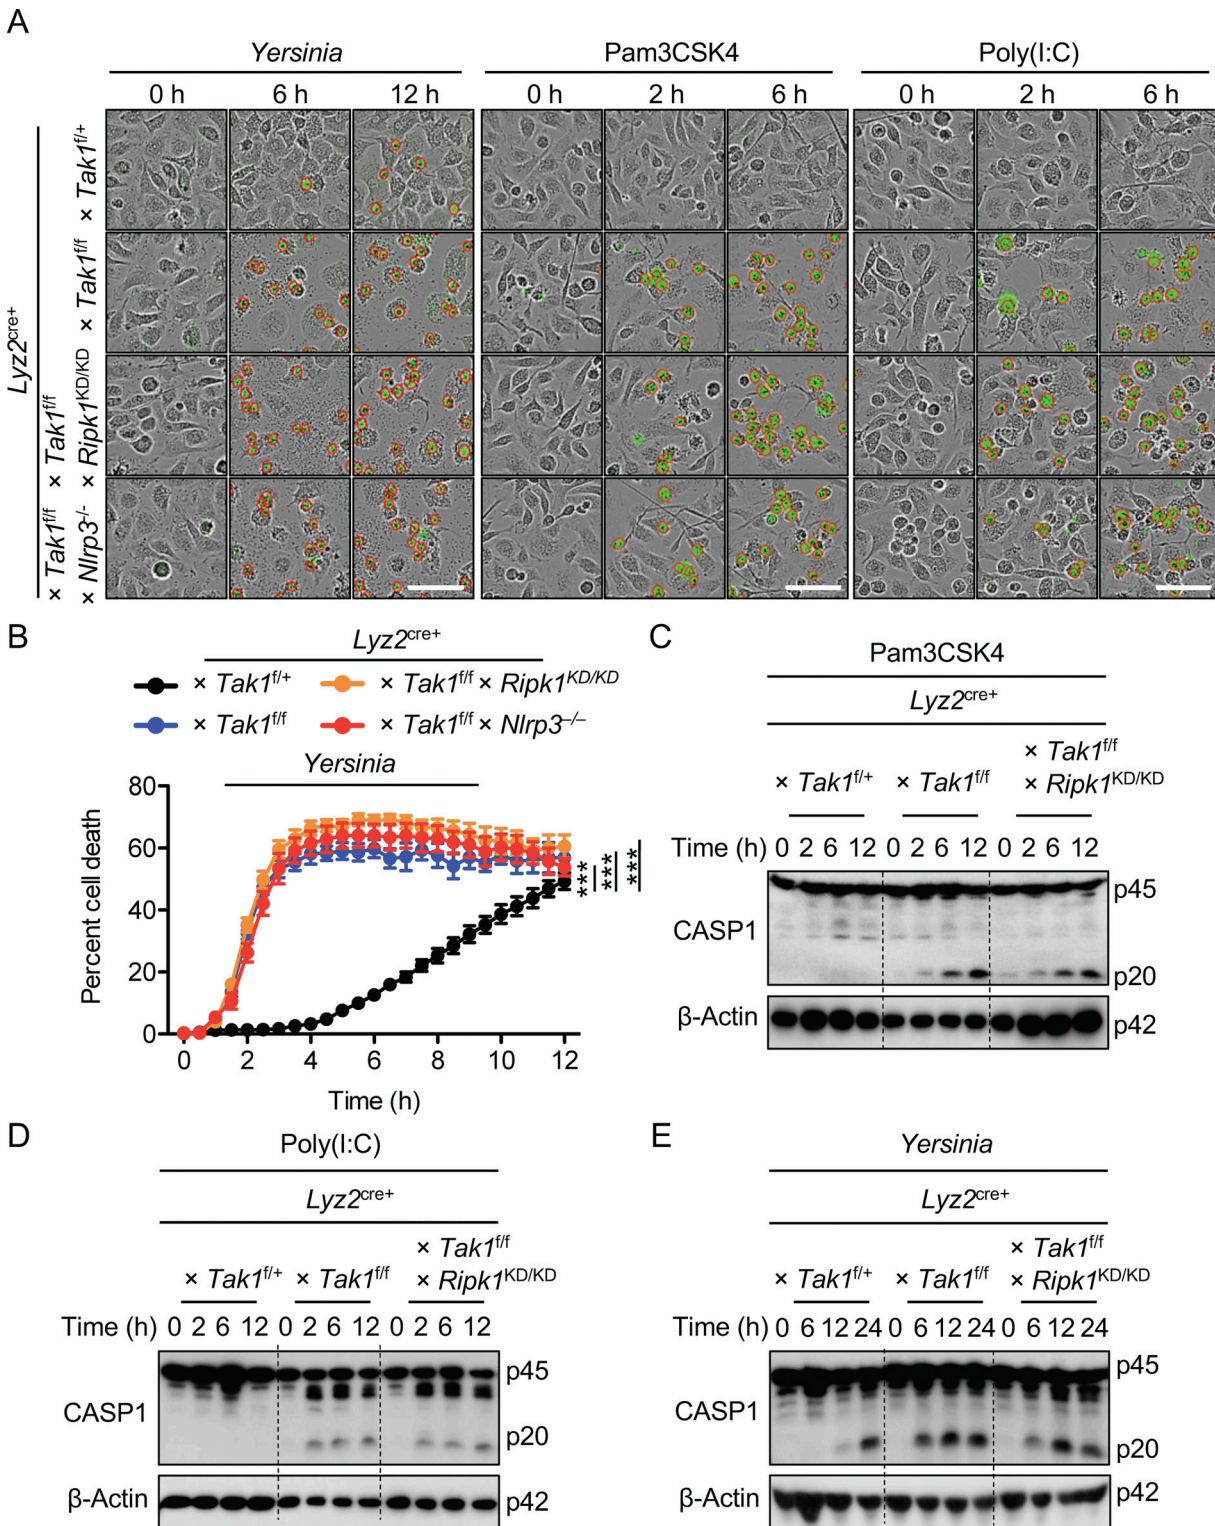 A
Yersinia
Pam3CSK4
Poly(I:C)
0 h
6 h
12 h
0 h
2 h
6 h
0 h
2 h
6 h
Lyz2cre+
× Tak1f/+
× Tak1f/f
× Tak1f/f
× Ripk1KD/KD
× Tak1f/f
× Nlrp3-/-
B
Lyz2cre+
× Tak1f/+
× Tak1f/f × Ripk1KD/KD
× Tak1f/f
× Tak1f/f × Nlrp3–/–
Yersinia
Percent cell death
80
60
40
20
0
0 2 4 6 8 10 12
Time (h)
***
***
***
C
Pam3CSK4
Lyz2cre+
× Tak1f/+
× Tak1f/f
× Tak1f/f
× Ripk1KD/KD
Time (h) 0 2 6 12 0 2 6 12 0 2 6 12
CASP1
p45
p20
β-Actin
p42
D
Poly(I:C)
Lyz2cre+
× Tak1f/+
× Tak1f/f
× Tak1f/f
× Ripk1KD/KD
Time (h) 0 2 6 12 0 2 6 12 0 2 6 12
CASP1
p45
p20
β-Actin
p42
E
Yersinia
Lyz2cre+
× Tak1f/+
× Tak1f/f
× Tak1f/f
× Ripk1KD/KD
Time (h) 0 6 12 24 0 6 12 24 0 6 12 24
CASP1
p45
p20
β-Actin
p42